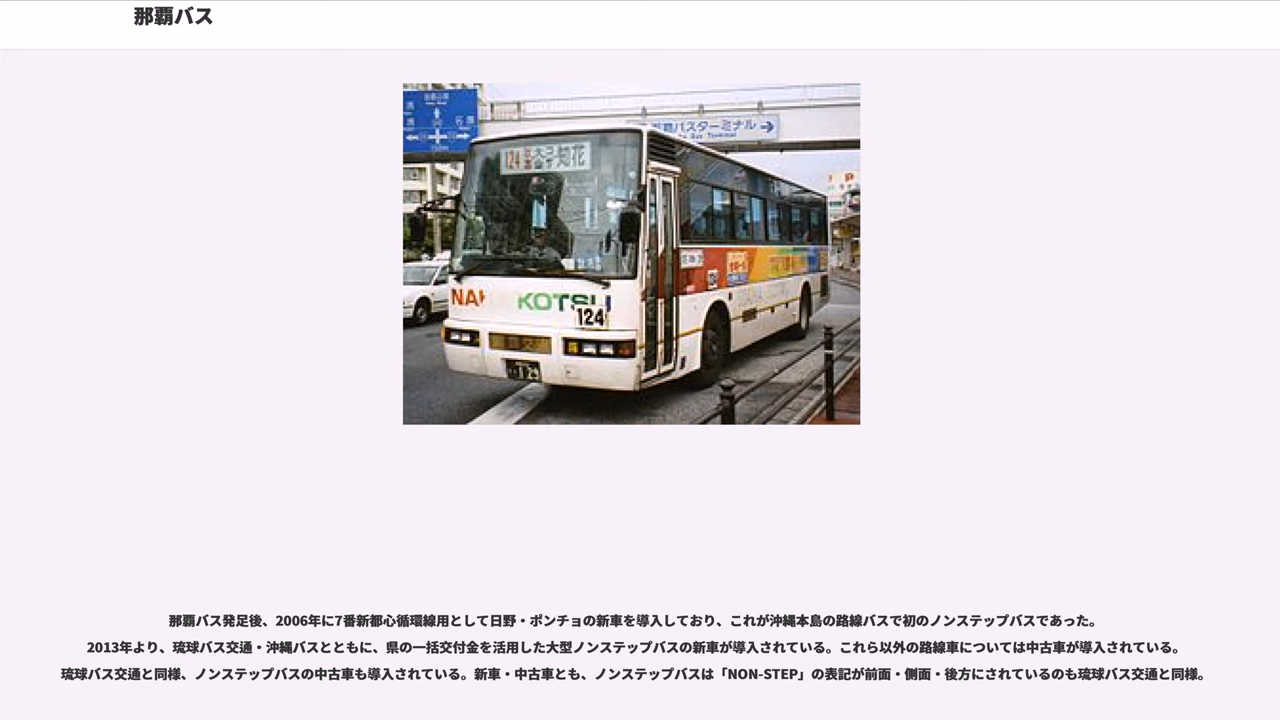 那覇バス
那覇バスターミナル
124
知花
KOTSU
124
那覇バス発足後、2006年に7番新都心循環線用として日野・ポンチョの新車を導入しており、これが沖縄本島の路線バスで初のノンステップバスであった。
2013年より、琉球バス交通・沖縄バスとともに、県の一括交付金を活用した大型ノンステップバスの新車が導入されている。これら以外の路線車については中古車が導入されている。
琉球バス交通と同様、ノンステップバスの中古車も導入されている。新車・中古車とも、ノンステップバスは「NON-STEP」の表記が前面・側面・後方にされているのも琉球バス交通と同様。